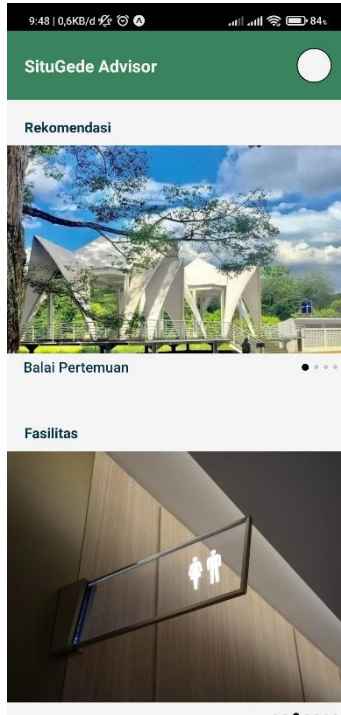 9:48 | 0,6KB/d
84%
SituGede Advisor
Rekomendasi
Balai Pertemuan
Fasilitas